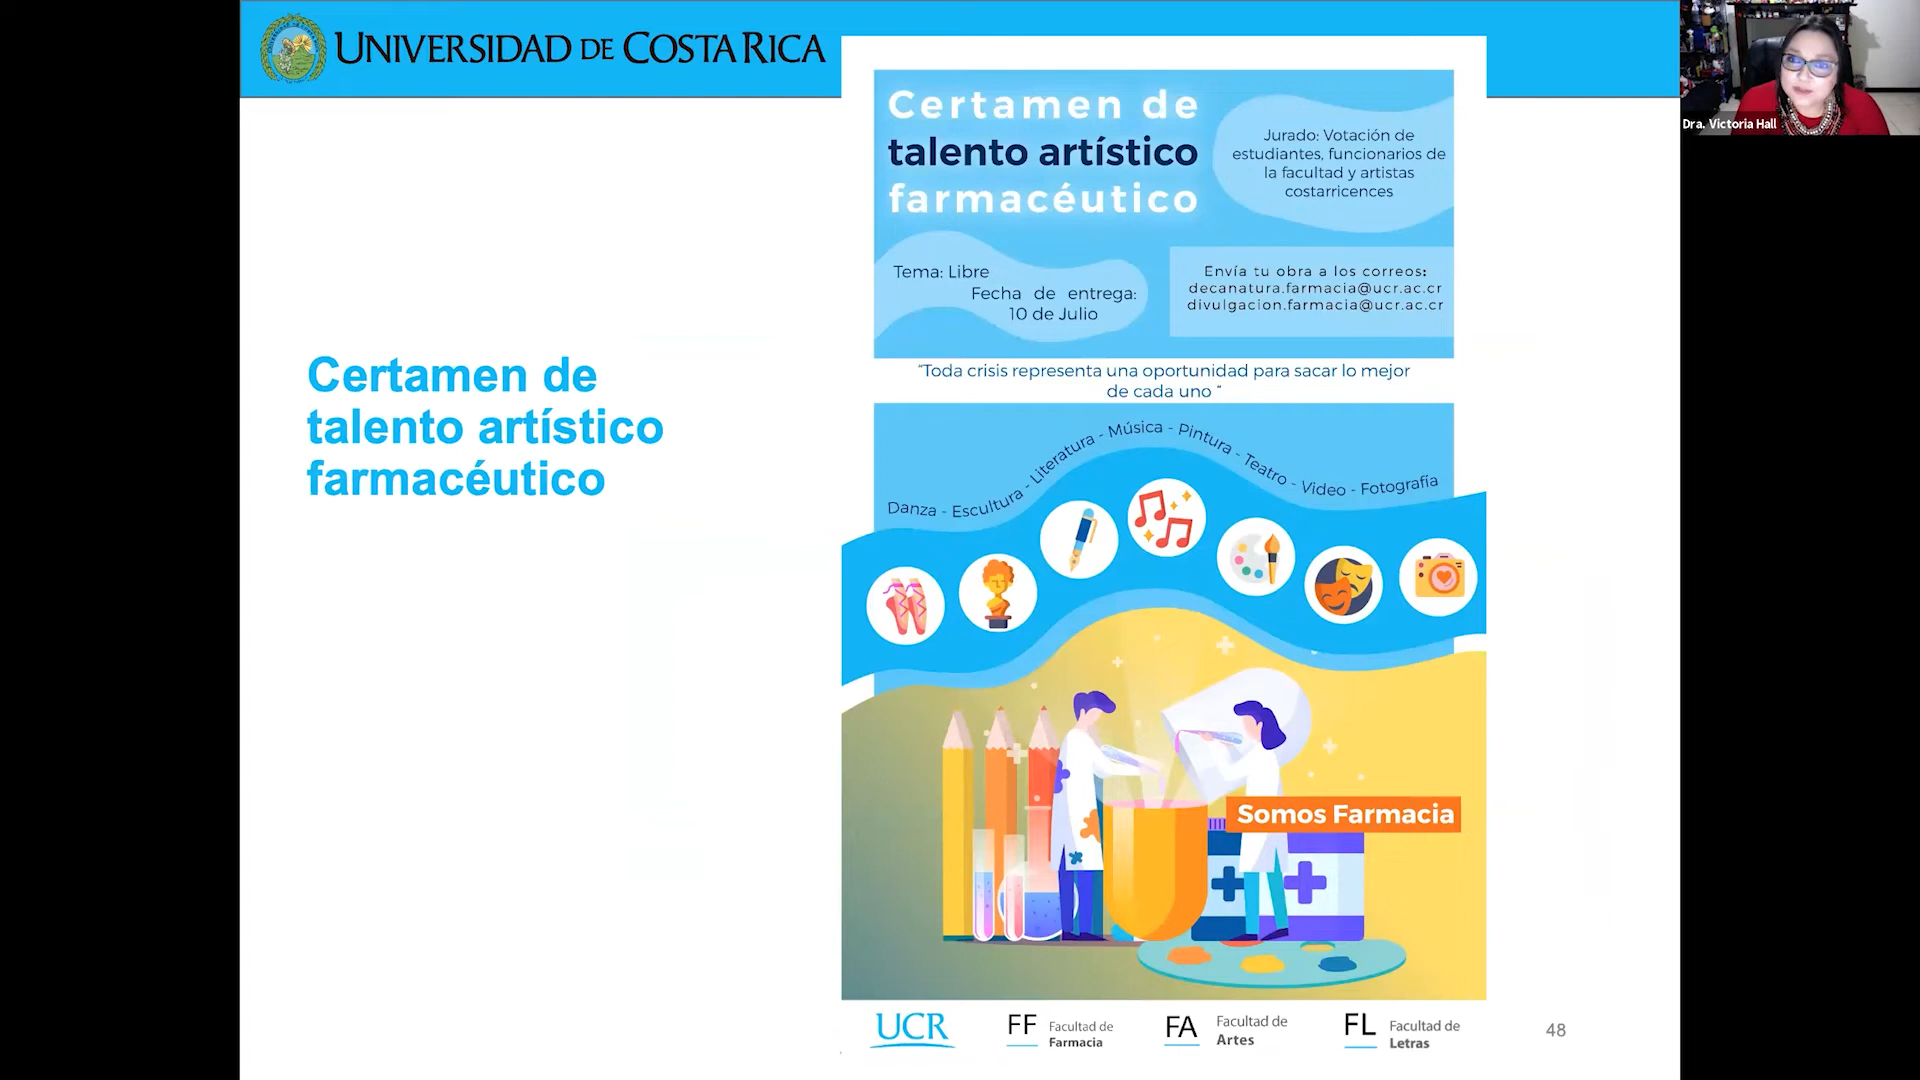 UNIVERSIDAD DE COSTA RICA
Dra. Victoria Hall
Certamen de
talento artístico
farmacéutico
Certamen de
talento artístico
farmacéutico
Jurado: Votación de
estudiantes, funcionarios de
la facultad y artistas
costarricences
Tema: Libre
Fecha de entrega:
10 de Julio
Envía tu obra a los correos:
decanatura.farmacia@ucr.ac.cr
divulgacion.farmacia@ucr.ac.cr
“Toda crisis representa una oportunidad para sacar lo mejor
de cada uno “
Danza - Escultura - Literatura - Música - Pintura - Teatro - Video - Fotografía
Somos Farmacia
UCR
FF Facultad de
Farmacia
FA Facultad de
Artes
FL Facultad de
Letras
48